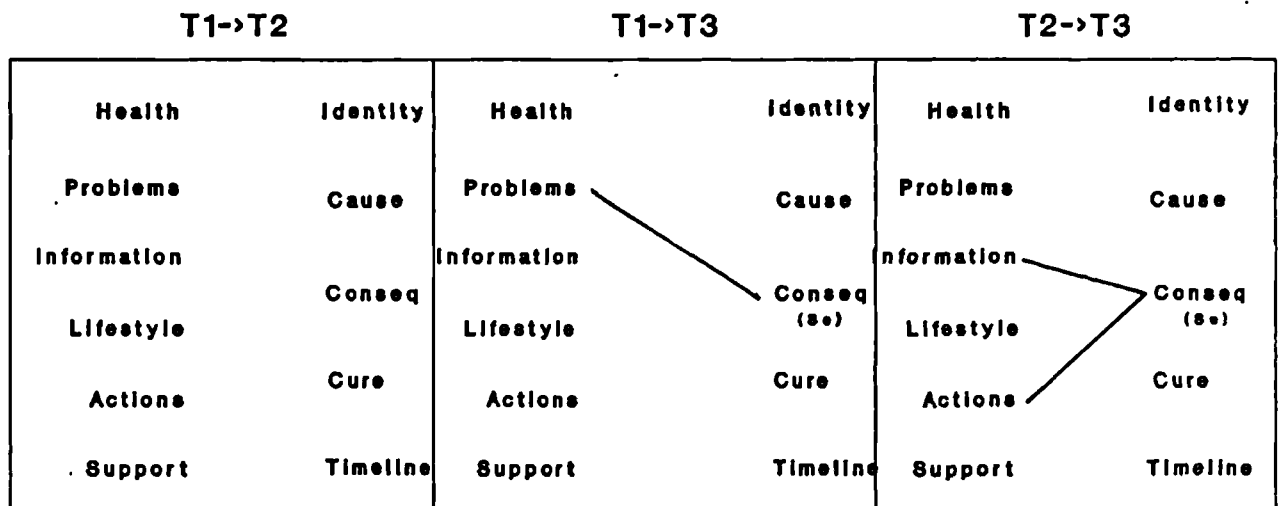 T1->T2
T1->T3
T2->T3
Health
Identity
Problems
Cause
Information
Conseq
Lifestyle
Cure
Actions
Support
Timeline
Health
Identity
Problems
Cause
Information
Conseq
(Se)
Lifestyle
Cure
Actions
Support
Timeline
Health
Identity
Problems
Cause
Information
Conseq
(Se)
Lifestyle
Cure
Actions
Support
Timeline